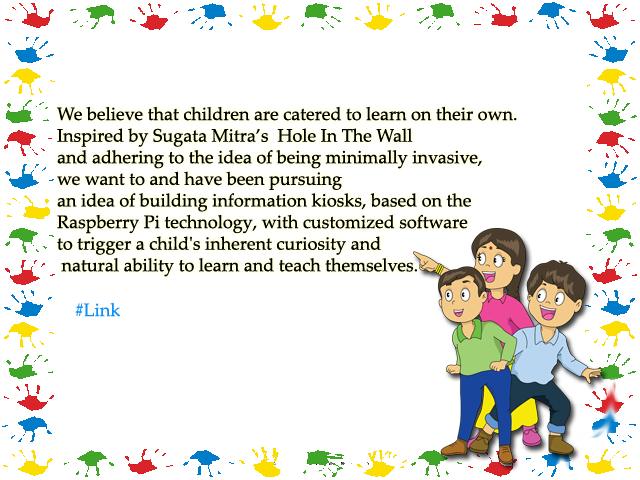 We believe that children are catered to learn on their own.
Inspired by Sugata Mitra’s  Hole In The Wall
and adhering to the idea of being minimally invasive,
we want to and have been pursuing
an idea of building information kiosks, based on the
Raspberry Pi technology, with customized software
to trigger a child's inherent curiosity and
natural ability to learn and teach themselves.
#Link